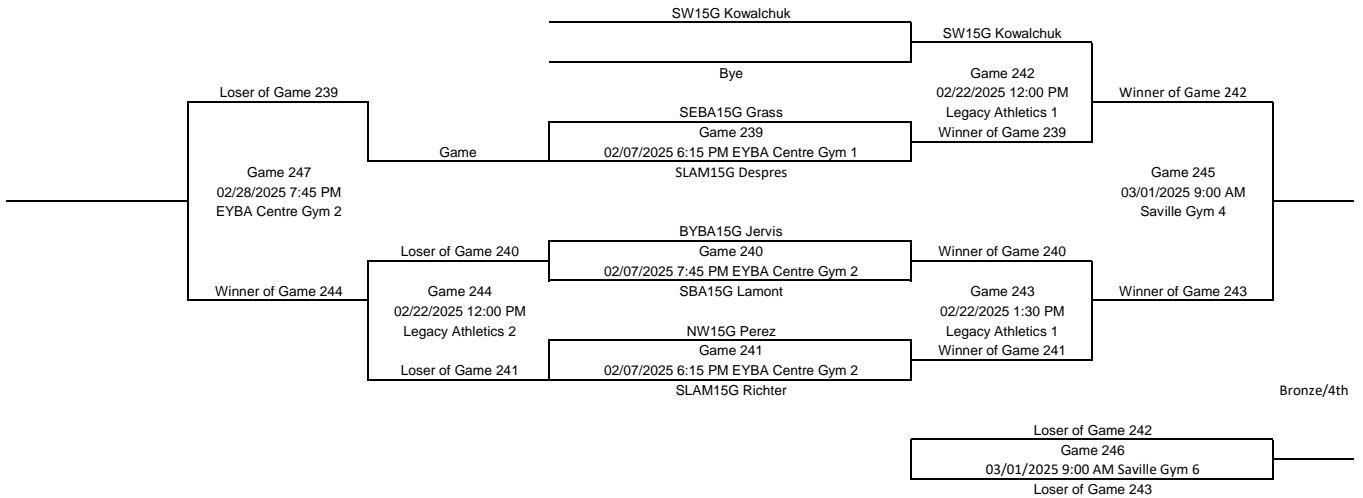 SW15G Kowalchuk
SW15G Kowalchuk
Bye
Game 242
02/22/2025 12:00 PM
Legacy Athletics 1
Loser of Game 239
Winner of Game 242
SEBA15G Grass
Game 239
Winner of Game 239
Game
02/07/2025 6:15 PM EYBA Centre Gym 1
SLAM15G Despres
Game 247
02/28/2025 7:45 PM
EYBA Centre Gym 2
Game 245
03/01/2025 9:00 AM
Saville Gym 4
BYBA15G Jervis
Loser of Game 240
Game 240
Winner of Game 240
02/07/2025 7:45 PM EYBA Centre Gym 2
SBA15G Lamont
Winner of Game 244
Game 244
02/22/2025 12:00 PM
Legacy Athletics 2
Game 243
02/22/2025 1:30 PM
Legacy Athletics 1
Winner of Game 243
NW15G Perez
Game 241
Winner of Game 241
Loser of Game 241
02/07/2025 6:15 PM EYBA Centre Gym 2
SLAM15G Richter
Bronze/4th
Loser of Game 242
Game 246
03/01/2025 9:00 AM Saville Gym 6
Loser of Game 243